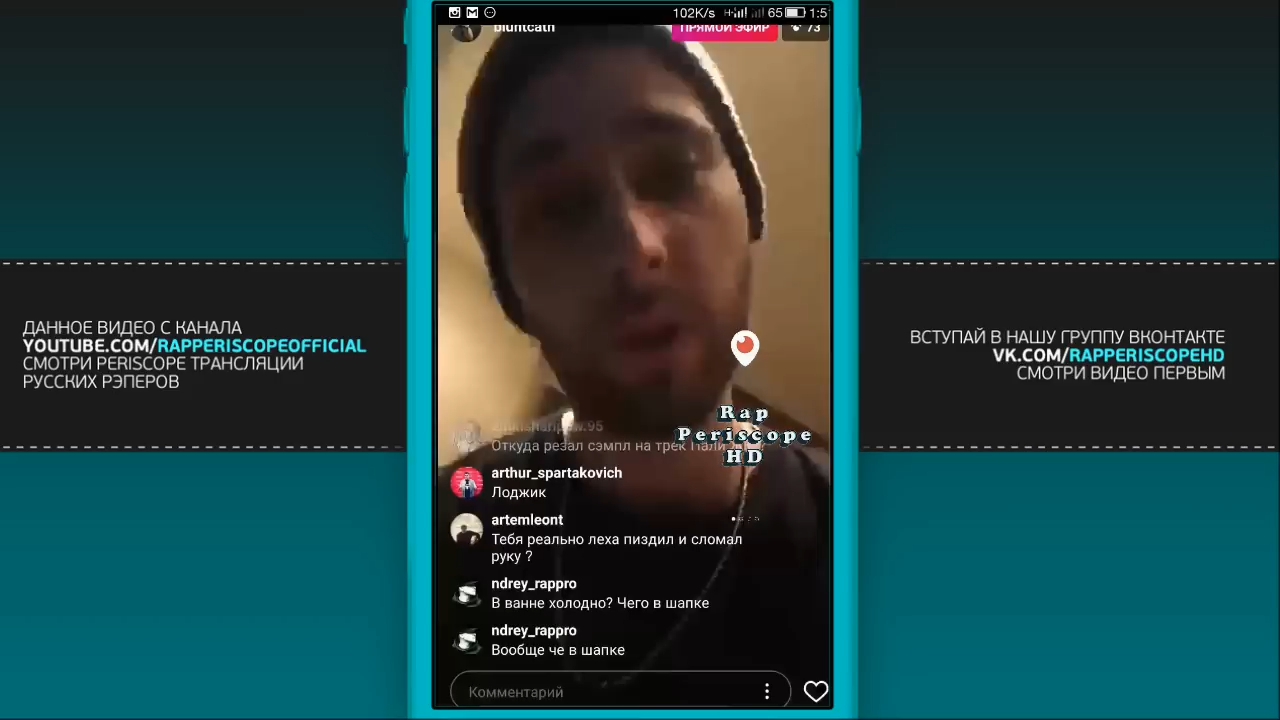 102K/s H 65 1:5
bluntcath
ПРЯМОЙ ЭФИР
73
ДАННОЕ ВИДЕО С КАНАЛА
YOUTUBE.COM/RAPPERISCOPEOFFICIAL
СМОТРИ PERISCOPE ТРАНСЛЯЦИИ
РУССКИХ РЭПЕРОВ
ВСТУПАЙ В НАШУ ГРУППУ ВКОНТАКТЕ
VK.COM/RAPPERISCOPEHD
СМОТРИ ВИДЕО ПЕРВЫМ
Rap
Periscope
HD
Откуда резал сэмпл на трек
arthur_spartakovich
Лоджик
artemleont
Тебя реально леха пиздил и сломал
руку ?
ndrey_rappro
В ванне холодно? Чего в шапке
ndrey_rappro
Вообще че в шапке
Комментарий